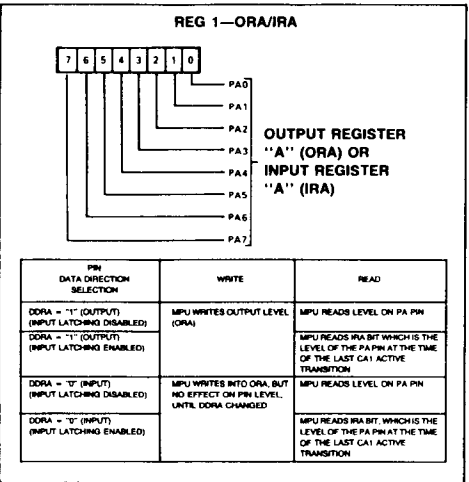 REG 1—ORA/IRA
7 6 5 4 3 2 1 0
PA0
PA1
PA2
PA3
PA4
PA5
PA6
PA7
OUTPUT REGISTER
"A" (ORA) OR
INPUT REGISTER
"A" (IRA)
PIN
DATA DIRECTION
SELECTION
WRITE
READ
DDRA = "1" (OUTPUT)
(INPUT LATCHING DISABLED)
MPU WRITES OUTPUT LEVEL
(ORA)
MPU READS LEVEL ON PA PIN
DDRA = "1" (OUTPUT)
(INPUT LATCHING ENABLED)
MPU READS IRA BIT WHICH IS THE
LEVEL OF THE PA PIN AT THE TIME
OF THE LAST CA1 ACTIVE
TRANSITION
DDRA = "0" (INPUT)
(INPUT LATCHING DISABLED)
MPU WRITES INTO ORA, BUT
NO EFFECT ON PIN LEVEL,
UNTIL DDRA CHANGED
MPU READS LEVEL ON PA PIN
DDRA = "0" (INPUT)
(INPUT LATCHING ENABLED)
MPU READS IRA BIT, WHICH IS THE
LEVEL OF THE PA PIN AT THE TIME
OF THE LAST CA1 ACTIVE
TRANSITION